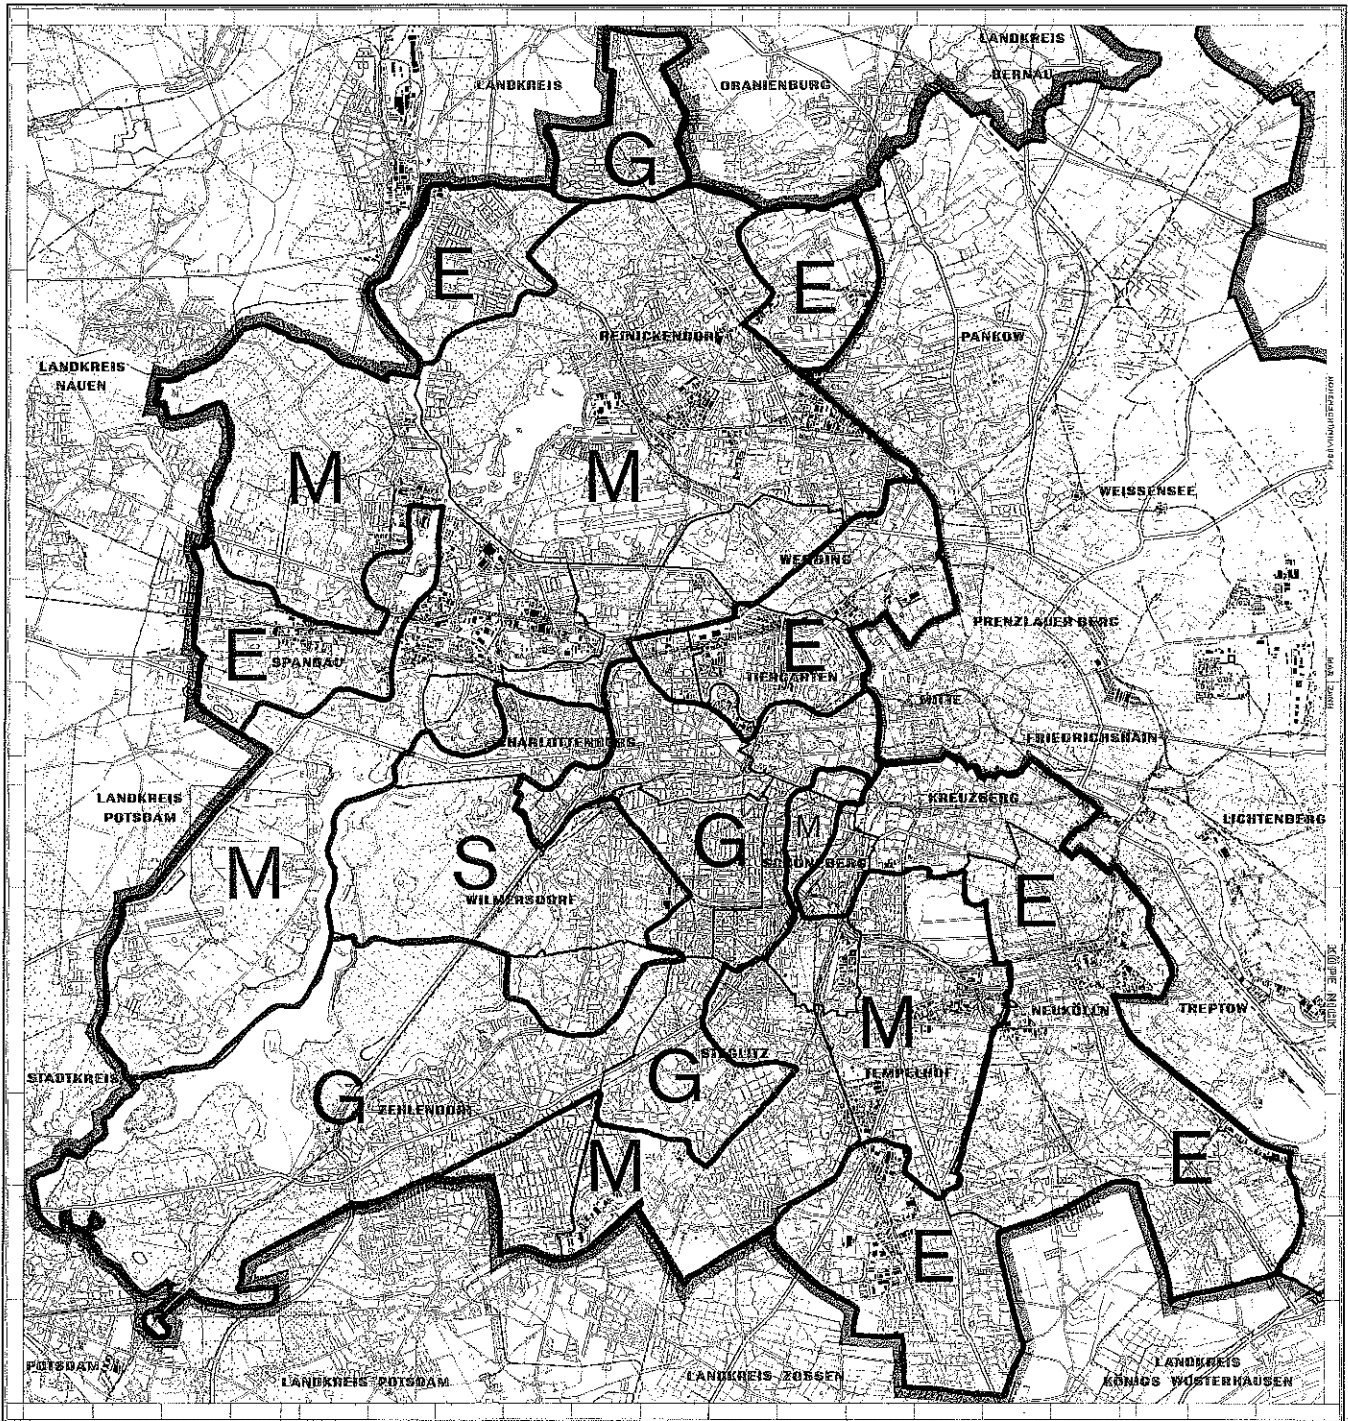 LANDKREIS
BERNAU
LANDKREIS
ORANIENBURG
G
E
E
REINICKENDORF
PANKOW
LANDKREIS
NAUEN
M
M
WEISSENSEE
WEDDING
PRENZLAUER BERG
E
SPANDAU
E
TIERGARTEN
MITTE
CHARLOTTENBURG
FRIEDRICHSHAIN
LANDKREIS
POTSDAM
KREUZBERG
LICHTENBERG
M
S
WILMERSDORF
G
M
SCHÖNEBERG
E
M
NEUKÖLLN
TREPTOW
STADTKREIS
G
ZEHLENDORF
G
STEGLITZ
TEMPELHOF
M
E
E
POTSDAM
LANDKREIS POTSDAM
LANDKREIS ZOSSEN
LANDKREIS
KÖNIGS WUSTERHAUSEN